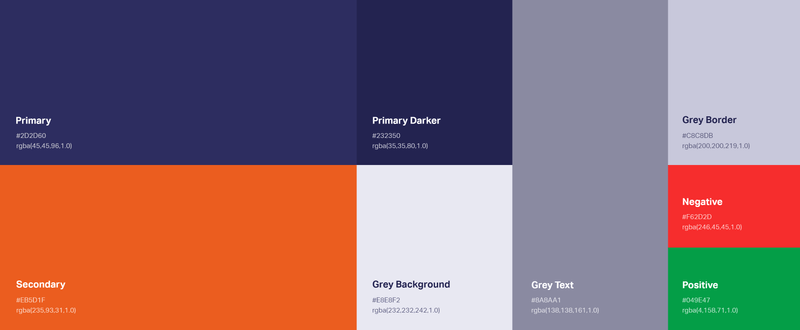 Primary
#2D2D60
rgba(45,45,96,1.0)
Primary Darker
#232350
rgba(35,35,80,1.0)
Grey Border
#C8C8DB
rgba(200,200,219,1.0)
Negative
#F62D2D
rgba(246,45,45,1.0)
Secondary
#EB5D1F
rgba(235,93,31,1.0)
Grey Background
#E8E8F2
rgba(232,232,242,1.0)
Grey Text
#8A8AA1
rgba(138,138,161,1.0)
Positive
#049E47
rgba(4,158,71,1.0)